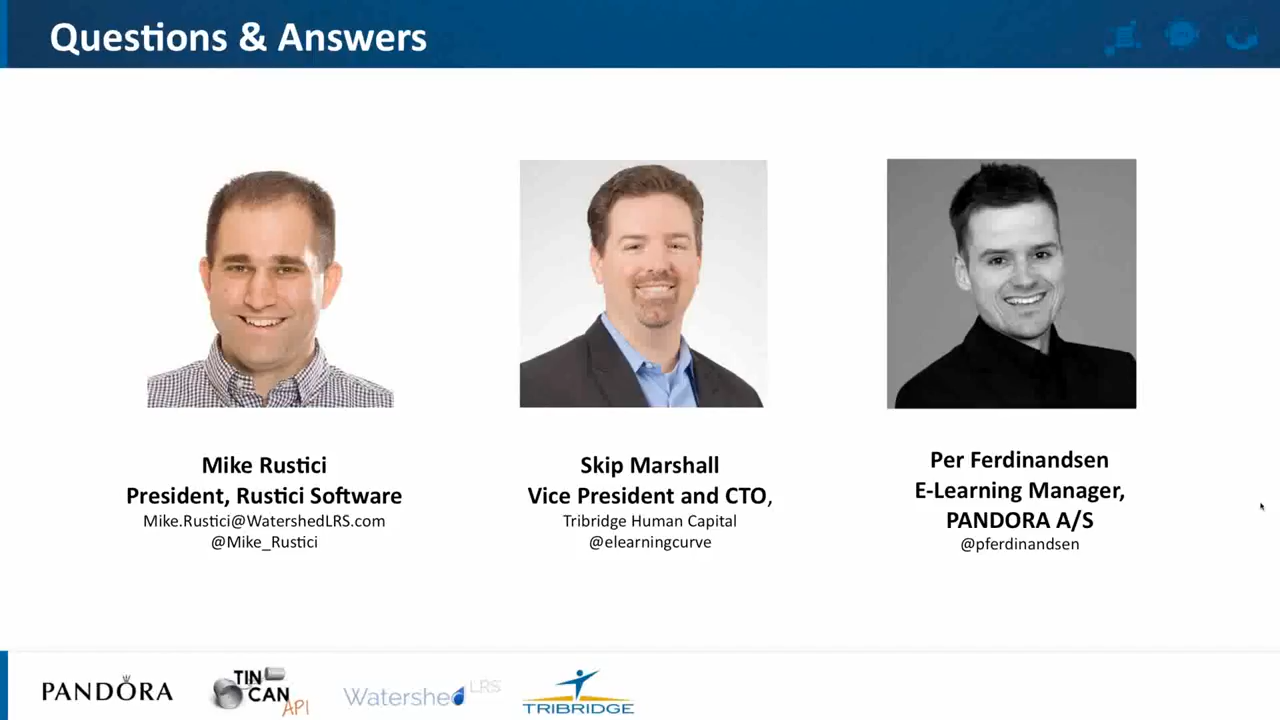 Questions & Answers
Mike Rustici
President, Rustici Software
Mike.Rustici@WatershedLRS.com
@Mike_Rustici
Skip Marshall
Vice President and CTO,
Tribridge Human Capital
@elearningcurve
Per Ferdinandsen
E-Learning Manager,
PANDORA A/S
@pferdinandsen
PANDORA
TIN
CAN
API
Watershed LRS
TRIBRIDGE